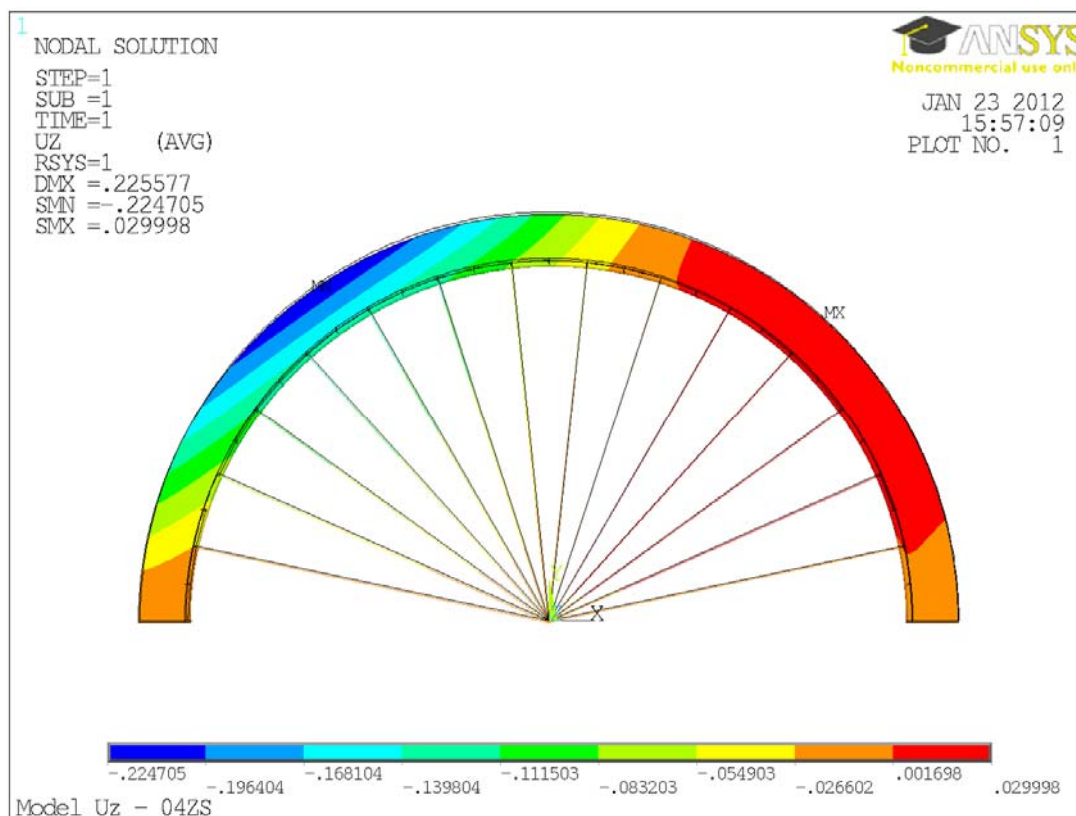 1
NODAL SOLUTION
STEP=1
SUB =1
TIME=1
UZ (AVG)
RSYS=1
DMX =.225577
SMN =-.224705
SMX =.029998
ANSYS
Noncommercial use only
JAN 23 2012
15:57:09
PLOT NO. 1
MX
X
-.224705 -.168104 -.111503 -.054903 .001698
-.196404 -.139804 -.083203 -.026602 .029998
Model Uz - 04ZS